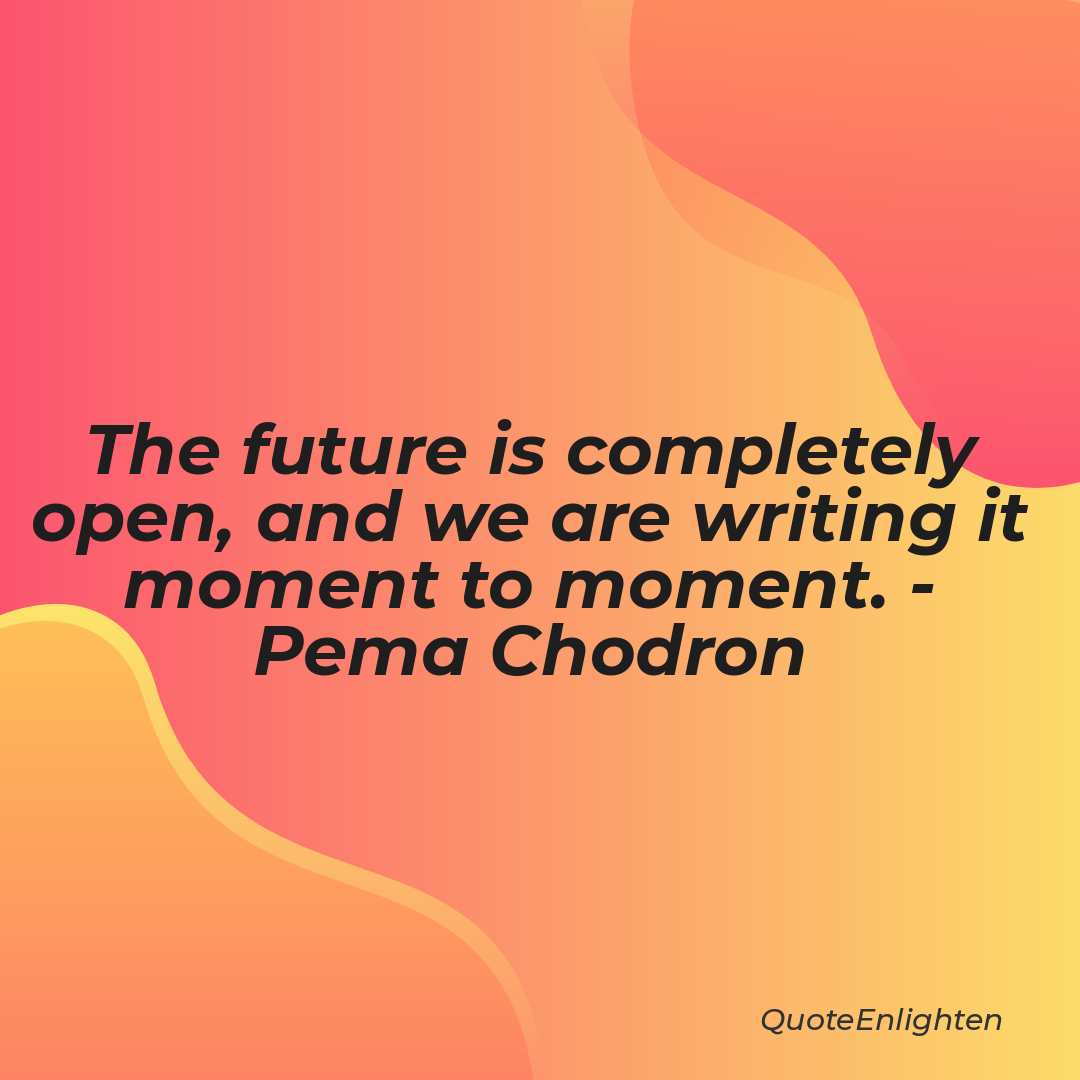 The future is completely
open, and we are writing it
moment to moment. -
Pema Chodron
QuoteEnlighten